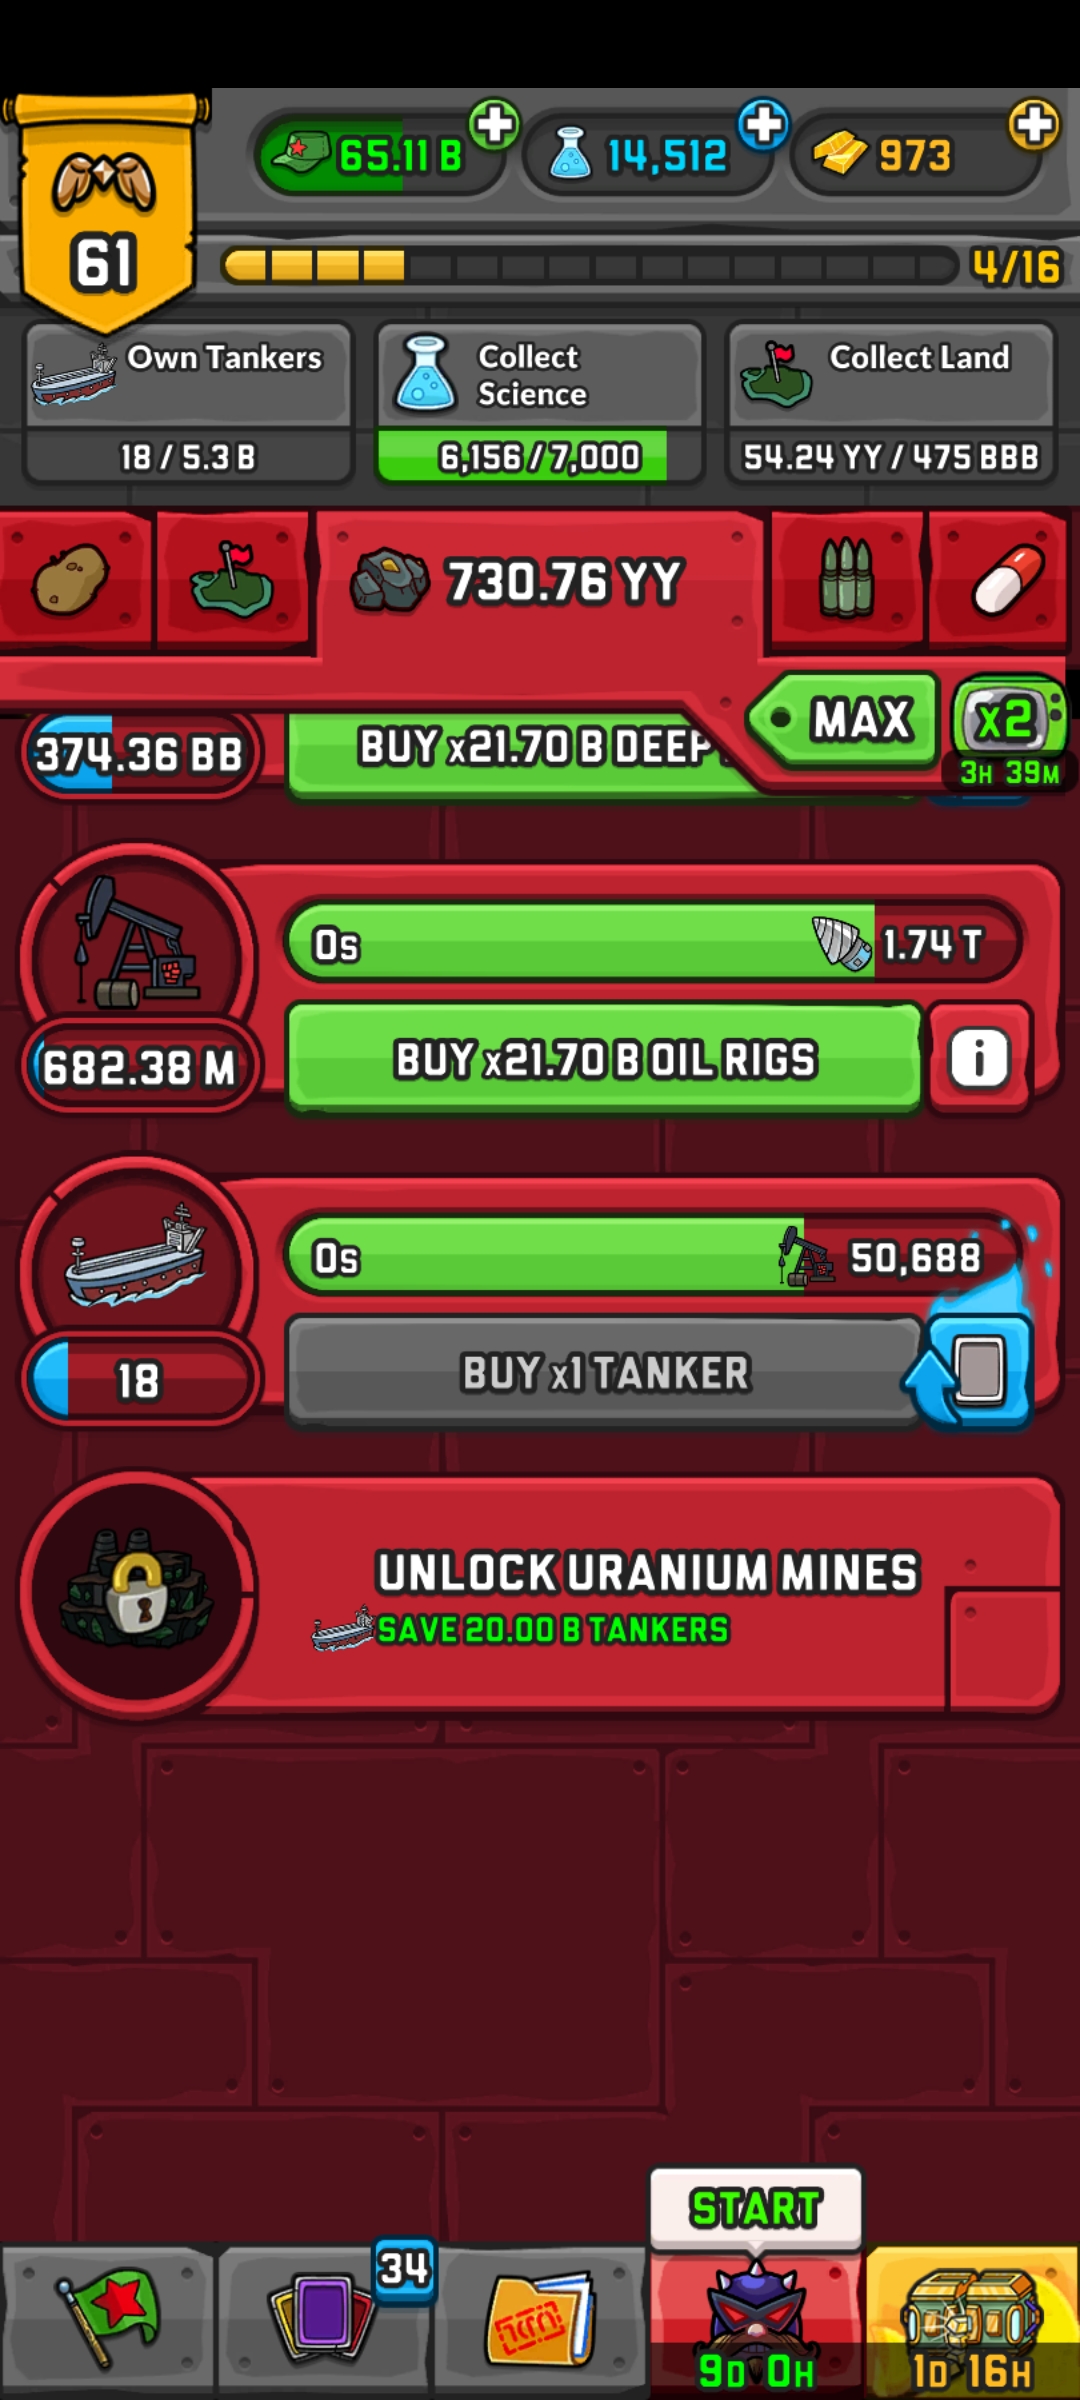 65.11 B
14,512
973
61
4/16
Own Tankers
18 / 5.3 B
Collect
Science
6,156 / 7,000
Collect Land
54.24 YY / 475 BBB
730.76 YY
MAX
x2
3H 39M
374.36 BB
BUY x21.70 B DEEP
0s
1.74 T
682.38 M
BUY x21.70 B OIL RIGS
i
0s
50,688
18
BUY x1 TANKER
UNLOCK URANIUM MINES
SAVE 20.00 B TANKERS
START
34
9D 0H
1D 16H